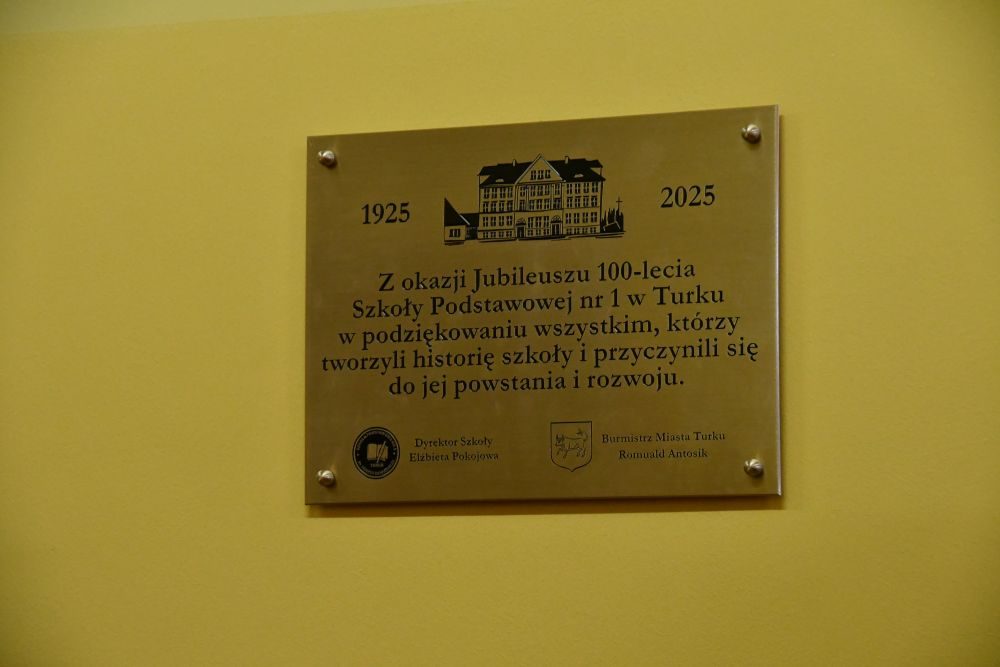 1925
2025
Z okazji Jubileuszu 100-lecia
Szkoły Podstawowej nr 1 w Turku
w podziękowaniu wszystkim, którzy
tworzyli historię szkoły i przyczynili się
do jej powstania i rozwoju.
Dyrektor Szkoły
Elżbieta Pokojowa
Burmistrz Miasta Turku
Romuald Antosik